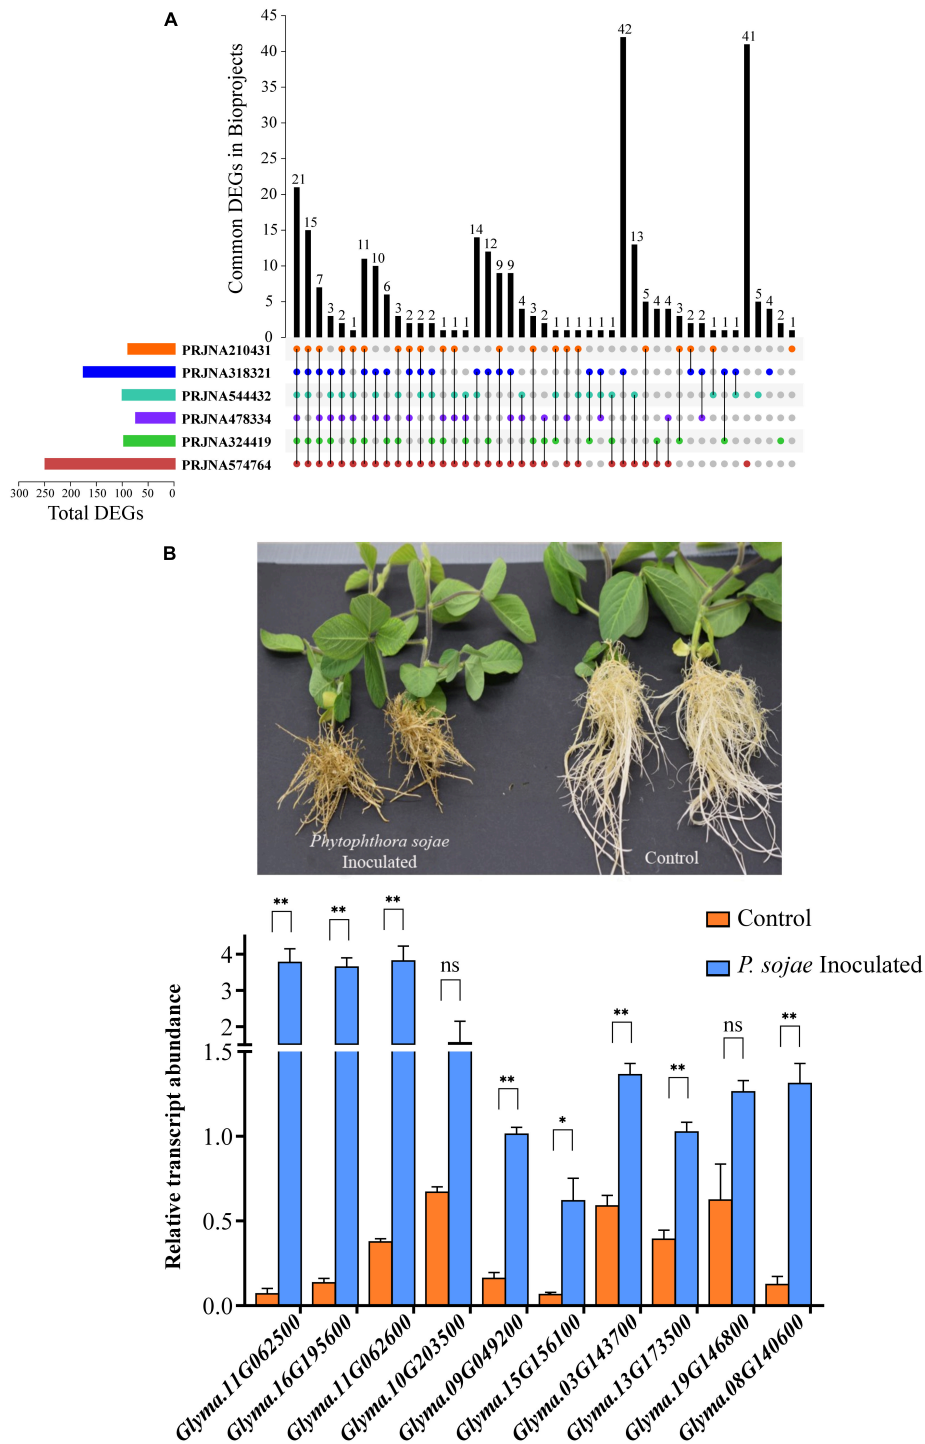 A
Common DEGs in Bioprojects
45
40
35
30
25
20
15
10
5
0
21 15 7 3 2 1 11 10 6 3 2 2 2 1 1 1 14 12 9 9 4 3 2 1 1 1 1 1 1 42 13 5 4 4 3 2 2 1 1 1 41 5 4 2 1
PRJNA210431
PRJNA318321
PRJNA544432
PRJNA478334
PRJNA324419
PRJNA574764
300 250 200 150 100 50 0
Total DEGs
B
Phytophthora sojae
Inoculated
Control
Control
P. sojae Inoculated
Relative transcript abundance
4
3
2
1.5
1.0
0.5
0.0
** ** ** ns ** * ** ** ns **
Glyma.11G062500
Glyma.16G195600
Glyma.11G062600
Glyma.10G203500
Glyma.09G049200
Glyma.15G156100
Glyma.03G143700
Glyma.13G173500
Glyma.19G146800
Glyma.08G140600